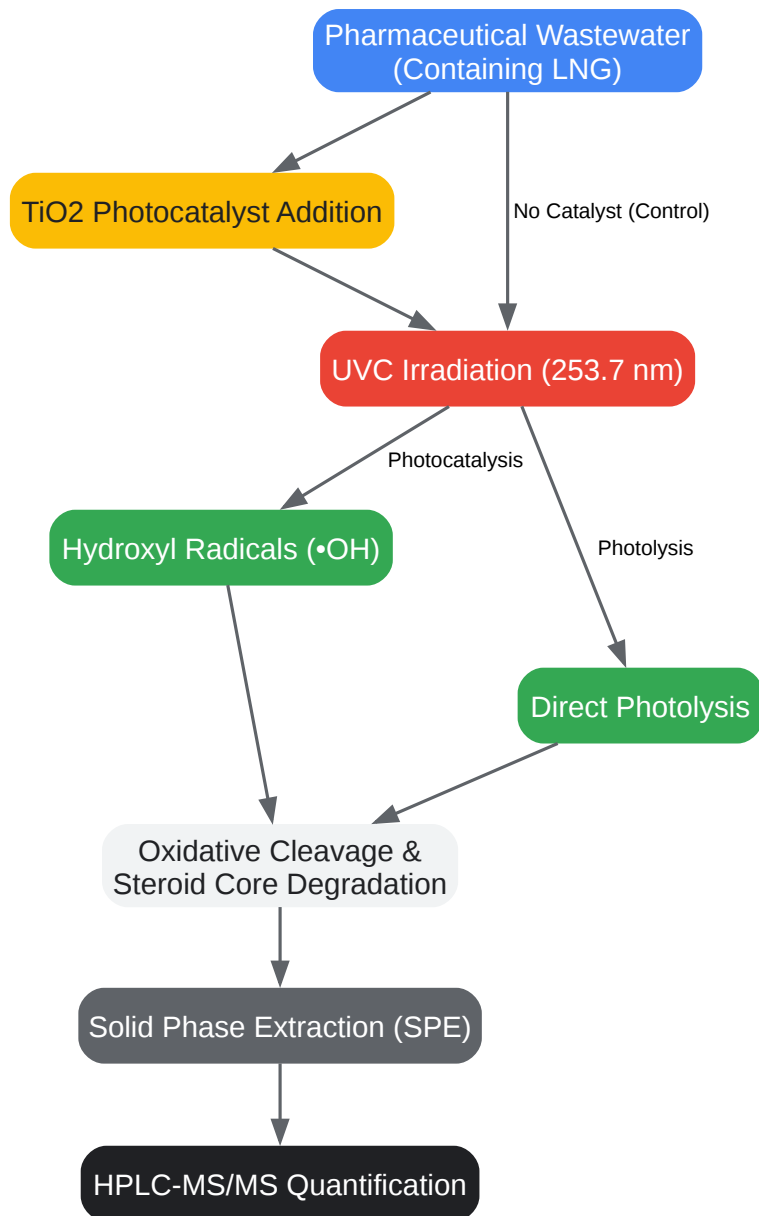 Pharmaceutical Wastewater
(Containing LNG)
TiO2 Photocatalyst Addition
No Catalyst (Control)
UVC Irradiation (253.7 nm)
Photocatalysis
Hydroxyl Radicals (•OH)
Photolysis
Direct Photolysis
Oxidative Cleavage &
Steroid Core Degradation
Solid Phase Extraction (SPE)
HPLC-MS/MS Quantification